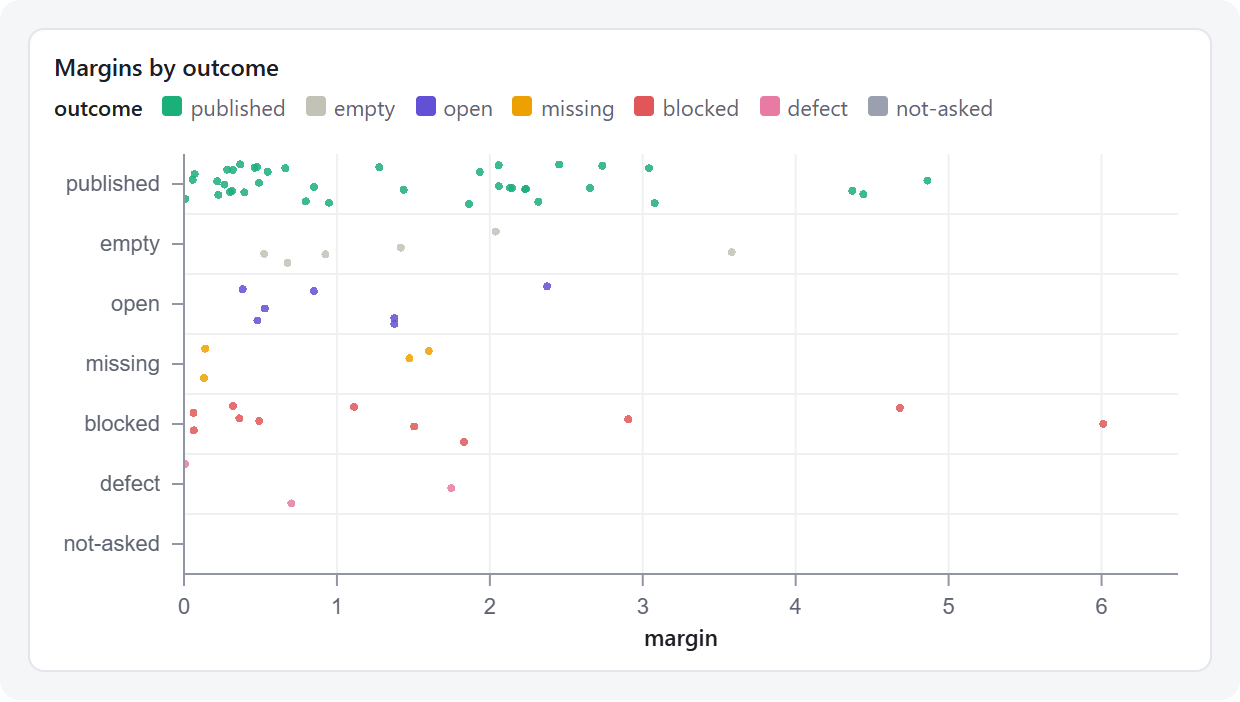 Margins by outcome
outcome published empty open missing blocked defect not-asked
published
empty
open
missing
blocked
defect
not-asked
0 1 2 3 4 5 6
margin